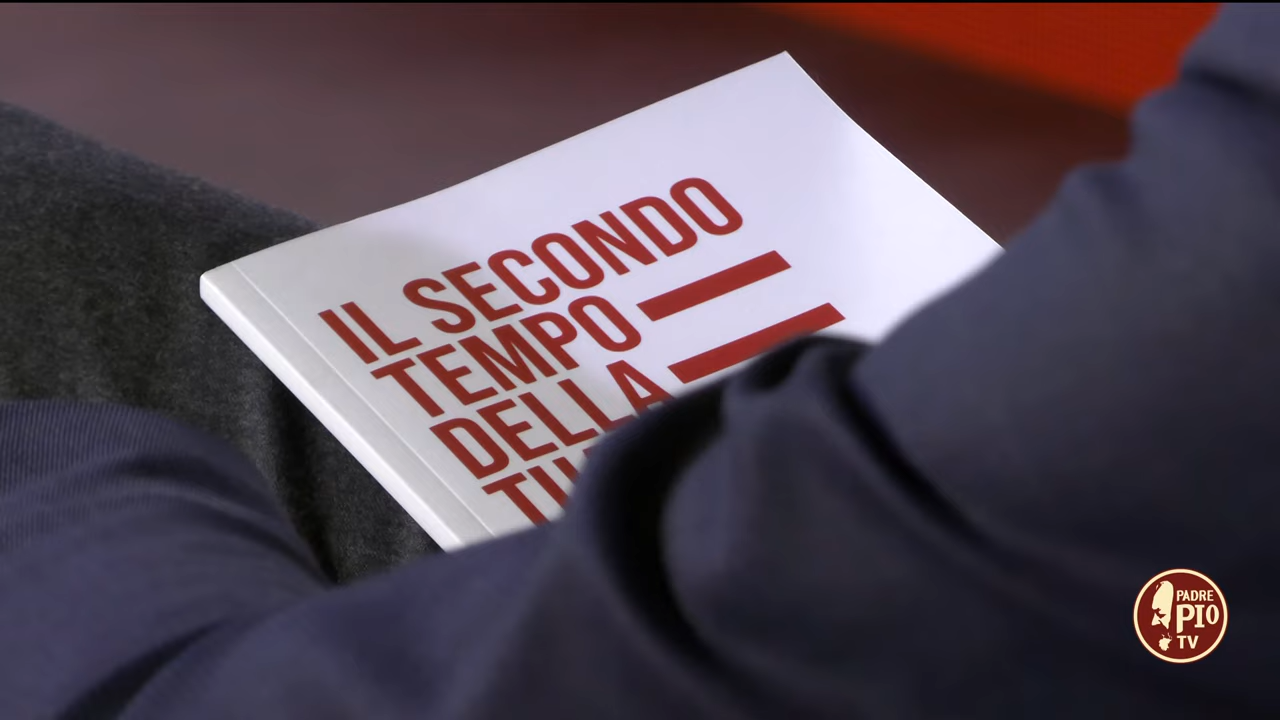 IL SECONDO
TEMPO
DELLA
PADRE
PIO
TV